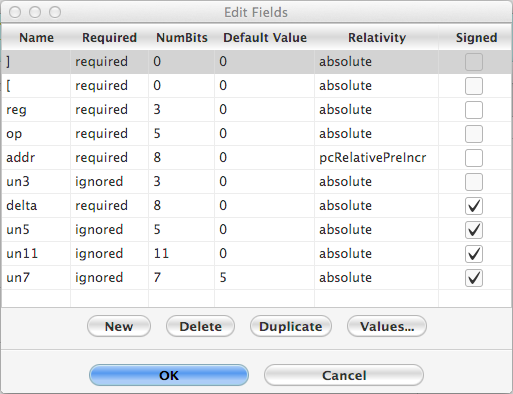 Edit Fields
Name Required NumBits Default Value Relativity Signed
] required 0 0 absolute
[ required 0 0 absolute
reg required 3 0 absolute
op required 5 0 absolute
addr required 8 0 pcRelativePreIncr
un3 ignored 3 0 absolute
delta required 8 0 absolute
un5 ignored 5 0 absolute
un11 ignored 11 0 absolute
un7 ignored 7 5 absolute
New Delete Duplicate Values...
OK Cancel